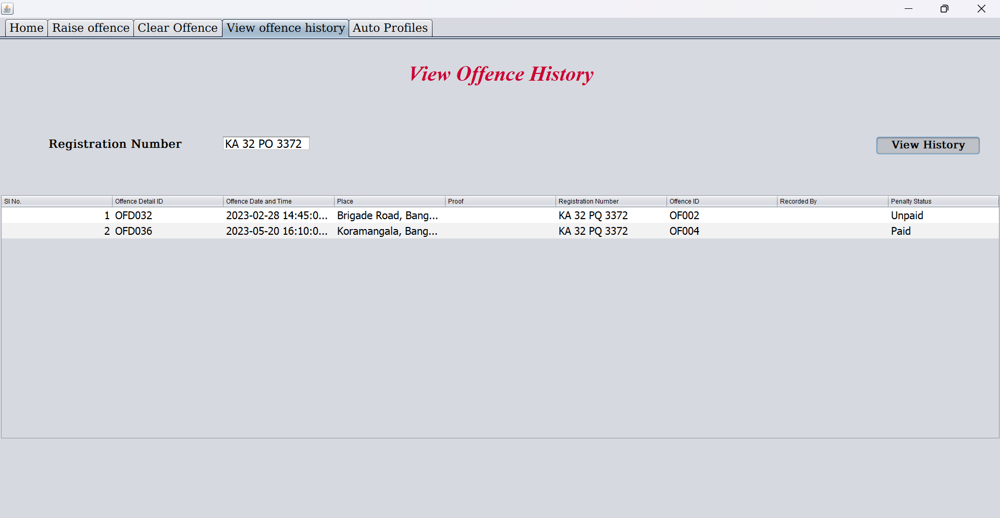 Home Raise offence Clear Offence View offence history Auto Profiles
View Offence History
Registration Number KA 32 PO 3372 View History
Sl No. Offence Detail ID Offence Date and Time Place Proof Registration Number Offence ID Recorded By Penalty Status
1 OFD032 2023-02-28 14:45:0... Brigade Road, Bang... KA 32 PQ 3372 OF002 Unpaid
2 OFD036 2023-05-20 16:10:0... Koramangala, Bang... KA 32 PQ 3372 OF004 Paid